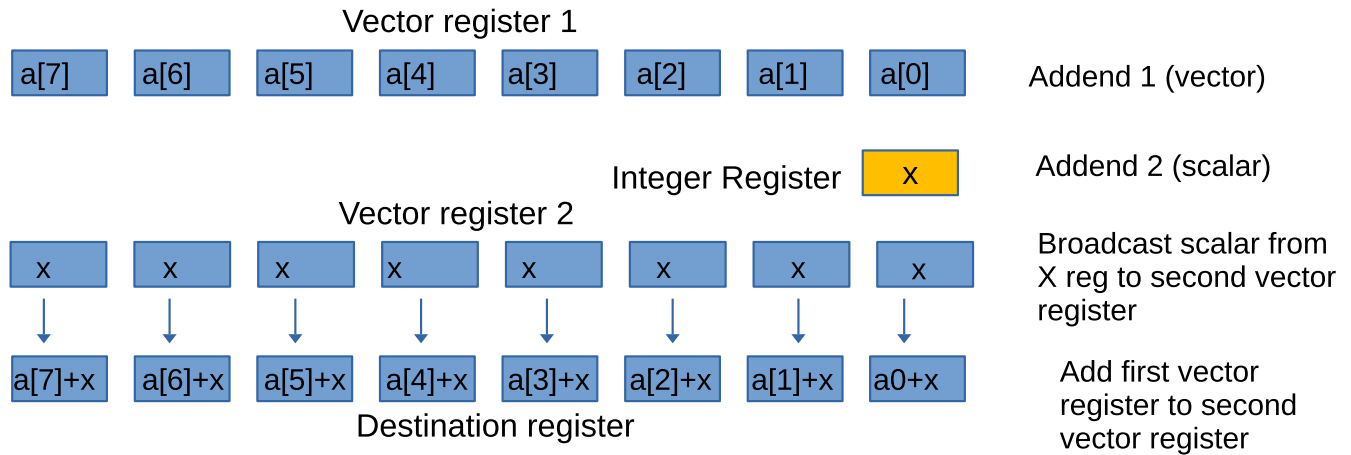 Vector register 1
a[7] a[6] a[5] a[4] a[3] a[2] a[1] a[0]
Addend 1 (vector)
Integer Register
x
Addend 2 (scalar)
Vector register 2
x x x x x x x x
Broadcast scalar from
X reg to second vector
register
a[7]+x a[6]+x a[5]+x a[4]+x a[3]+x a[2]+x a[1]+x a0+x
Destination register
Add first vector
register to second
vector register